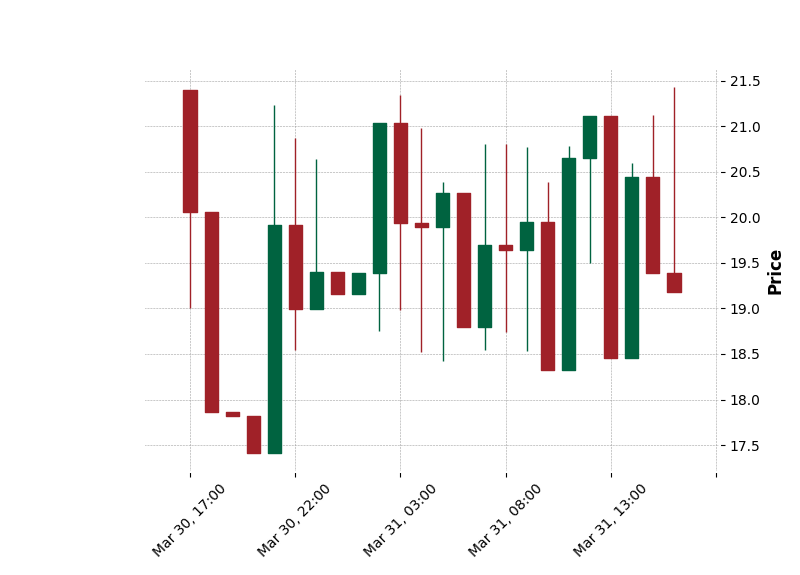 21.5
21.0
20.5
20.0
19.5
19.0
18.5
18.0
17.5
Price
Mar 30, 17:00
Mar 30, 22:00
Mar 31, 03:00
Mar 31, 08:00
Mar 31, 13:00